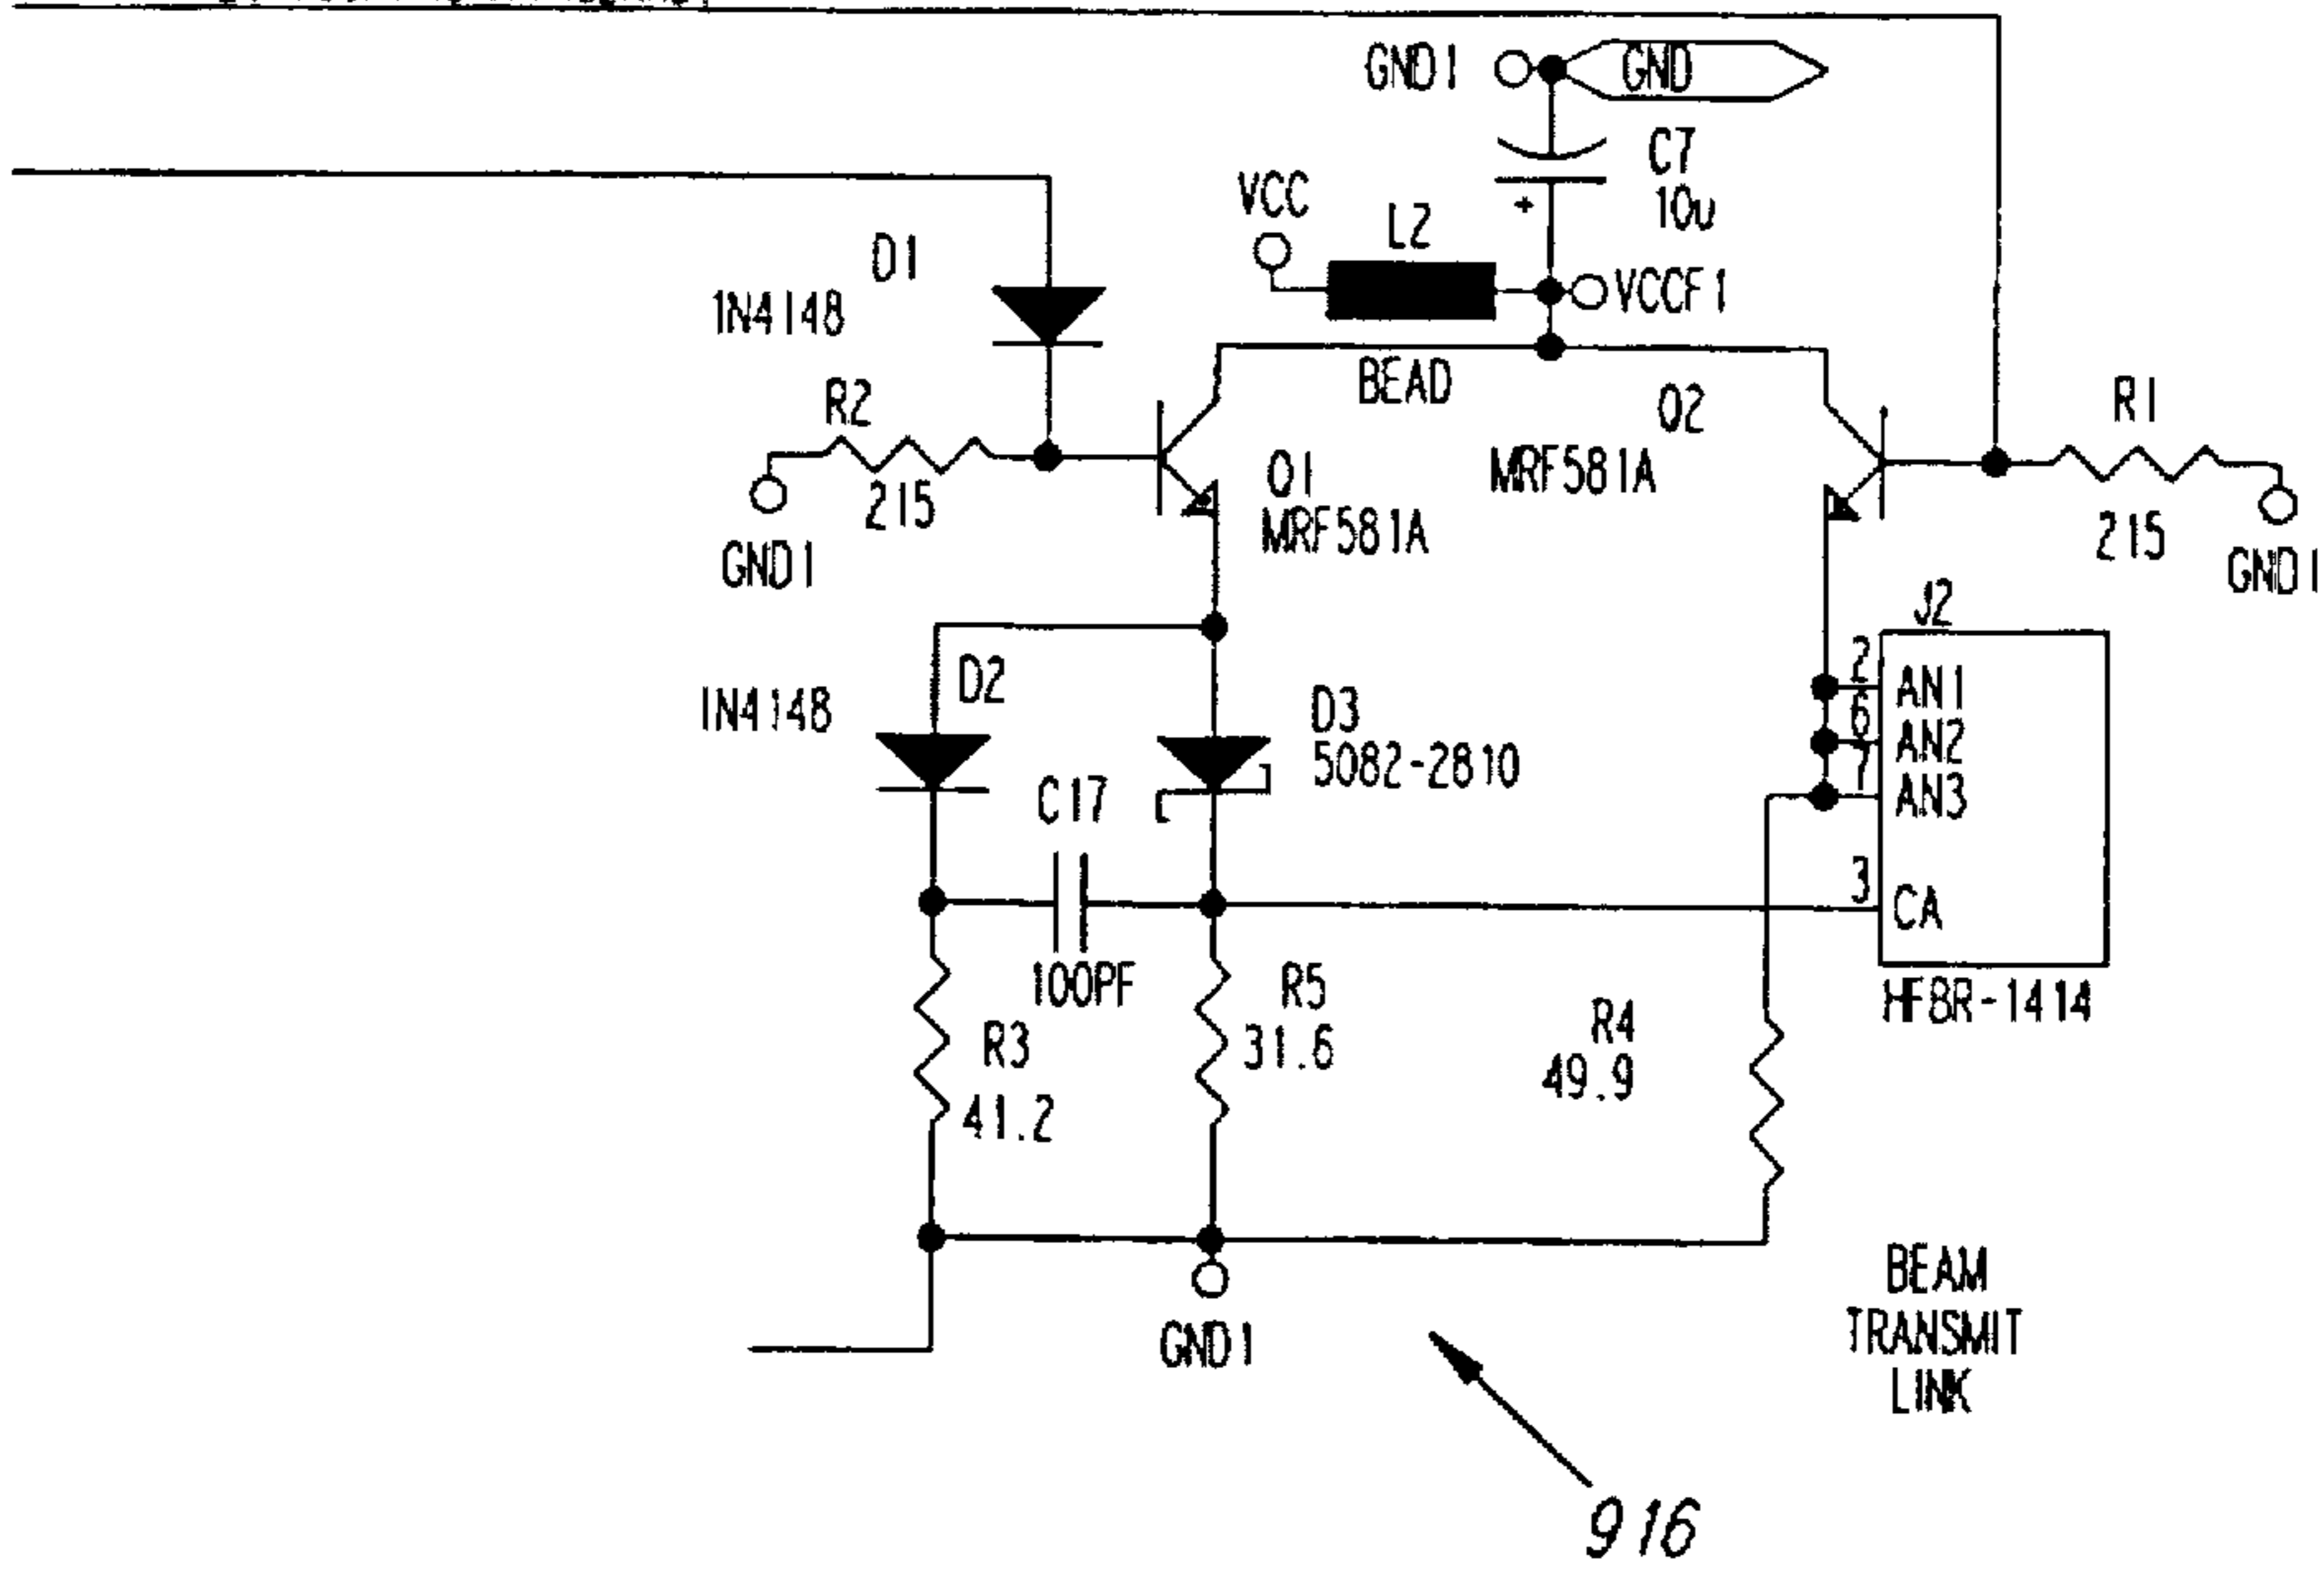 GND1
GND
C7
10u
VCC
L2
VCCF1
BEAD
D1
1N4148
R2
215
GND1
Q1
MRF581A
Q2
MRF581A
R1
215
GND1
J2
2
AN1
6
AN2
7
AN3
3
CA
HFBR-1414
D2
1N4148
D3
5082-2810
C17
100PF
R3
41.2
R5
31.6
R4
49.9
GND1
BEAM
TRANSMIT
LINK
916